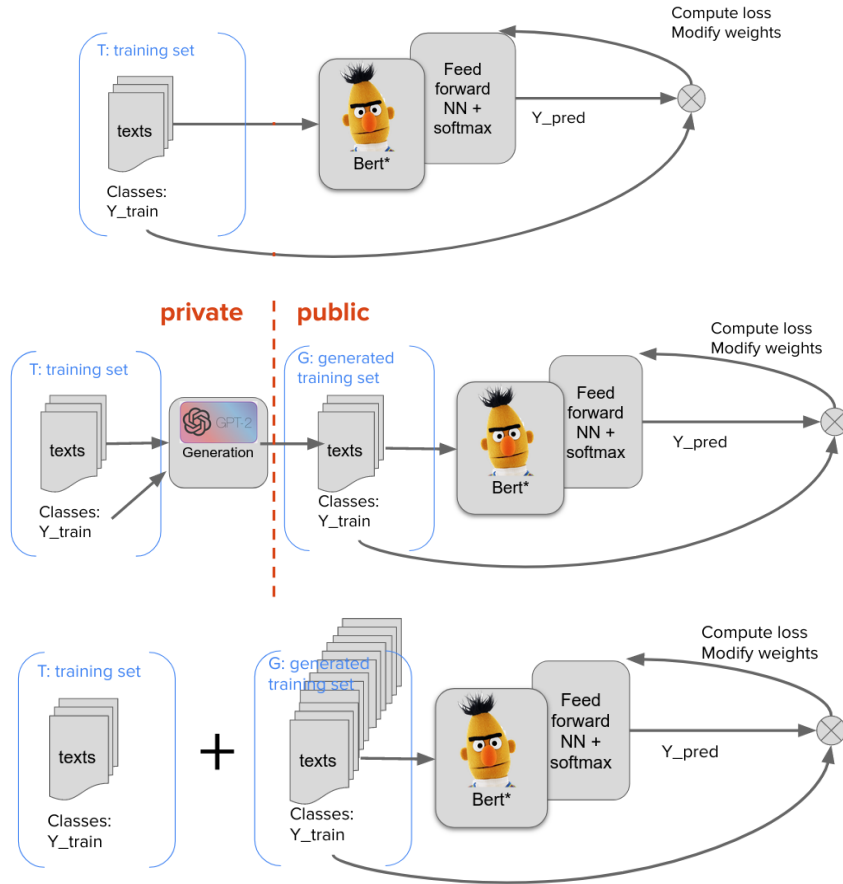 Compute loss
Modify weights
T: training set
Feed
forward
NN +
softmax
texts
Y_pred
Bert*
Classes:
Y_train
private
public
Compute loss
Modify weights
T: training set
G: generated
training set
Feed
forward
NN +
softmax
GPT-2
texts
Generation
texts
Y_pred
Bert*
Classes:
Y_train
Classes:
Y_train
Compute loss
Modify weights
T: training set
G: generated
training set
Feed
forward
NN +
softmax
texts
+
texts
Y_pred
Bert*
Classes:
Y_train
Classes:
Y_train